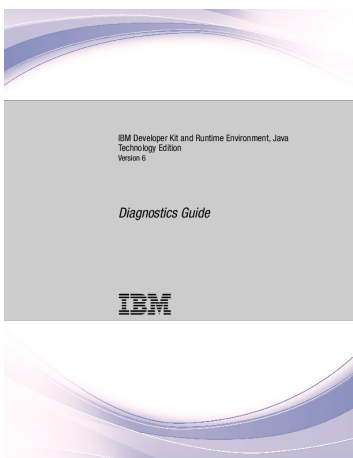 IBM Developer Kit and Runtime Environment, Java
Technology Edition
Version 6
Diagnostics Guide
IBM